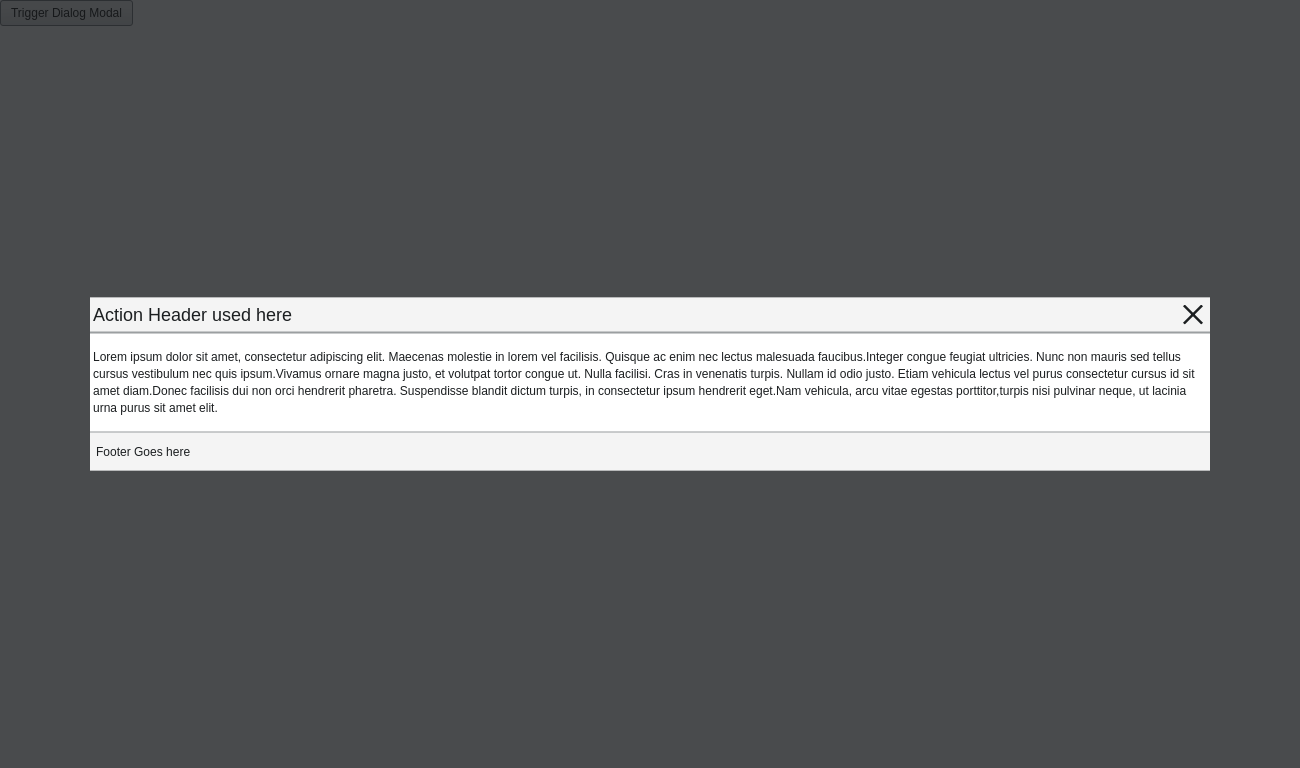 Trigger Dialog Modal
Action Header used here
Lorem ipsum dolor sit amet, consectetur adipiscing elit. Maecenas molestie in lorem vel facilisis. Quisque ac enim nec lectus malesuada faucibus.Integer congue feugiat ultricies. Nunc non mauris sed tellus
cursus vestibulum nec quis ipsum.Vivamus ornare magna justo, et volutpat tortor congue ut. Nulla facilisi. Cras in venenatis turpis. Nullam id odio justo. Etiam vehicula lectus vel purus consectetur cursus id sit
amet diam.Donec facilisis dui non orci hendrerit pharetra. Suspendisse blandit dictum turpis, in consectetur ipsum hendrerit eget.Nam vehicula, arcu vitae egestas porttitor,turpis nisi pulvinar neque, ut lacinia
urna purus sit amet elit.
Footer Goes here